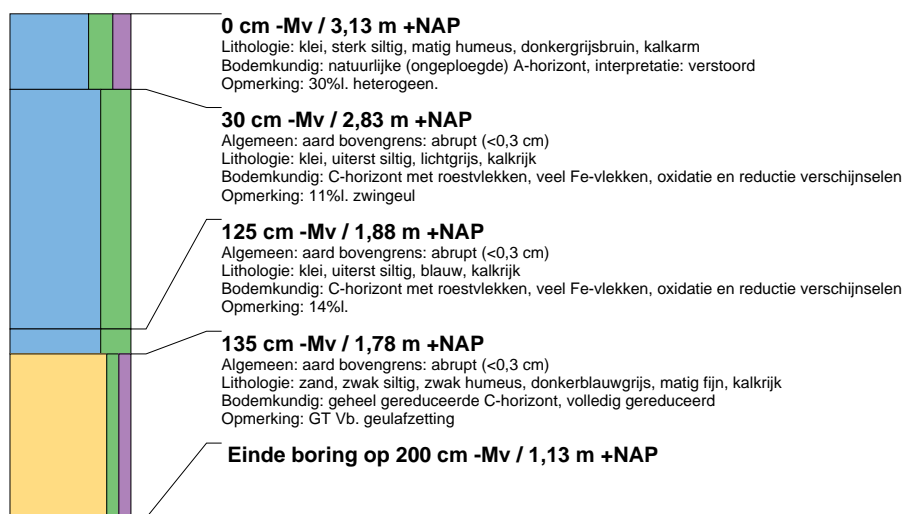 0 cm -Mv / 3,13 m +NAP
Lithologie: klei, sterk siltig, matig humeus, donkergrijsbruin, kalkarm
Bodemkundig: natuurlijke (ongeploegde) A-horizont, interpretatie: verstoord
Opmerking: 30%l. heterogeen.
30 cm -Mv / 2,83 m +NAP
Algemeen: aard bovengrens: abrupt (<0,3 cm)
Lithologie: klei, uiterst siltig, lichtgrijs, kalkrijk
Bodemkundig: C-horizont met roestvlekken, veel Fe-vlekken, oxidatie en reductie verschijnselen
Opmerking: 11%l. zwingeul
125 cm -Mv / 1,88 m +NAP
Algemeen: aard bovengrens: abrupt (<0,3 cm)
Lithologie: klei, uiterst siltig, blauw, kalkrijk
Bodemkundig: C-horizont met roestvlekken, veel Fe-vlekken, oxidatie en reductie verschijnselen
Opmerking: 14%l.
135 cm -Mv / 1,78 m +NAP
Algemeen: aard bovengrens: abrupt (<0,3 cm)
Lithologie: zand, zwak siltig, zwak humeus, donkerblauwgrijs, matig fijn, kalkrijk
Bodemkundig: geheel gereduceerde C-horizont, volledig gereduceerd
Opmerking: GT Vb. geulafzetting
Einde boring op 200 cm -Mv / 1,13 m +NAP